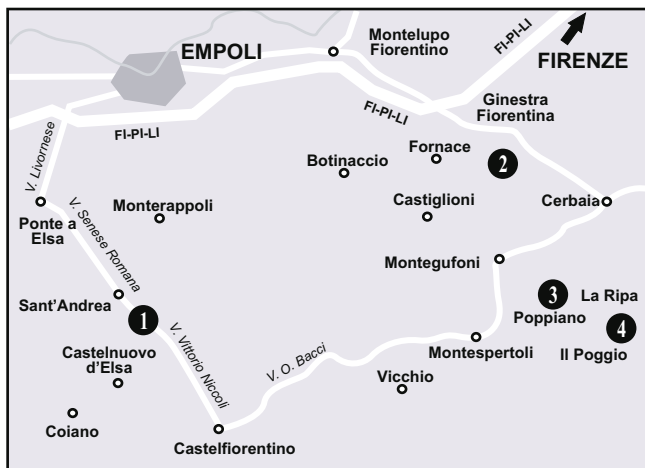 Montelupo
Fiorentino
EMPOLI
FI-PI-LI
FIRENZE
FI-PI-LI
Ginestra
Fiorentina
FI-PI-LI
V. Livornese
Fornace
2
Botinaccio
Monterappoli
Castiglioni
Cerbaia
Ponte a
Elsa
V. Senese Romana
Montegufoni
Sant'Andrea
1
3
La Ripa
Poppiano
4
V. Vittorio Niccoli
Montespertoli
Il Poggio
Castelnuovo
d'Elsa
V. O. Bacci
Vicchio
Coiano
Castelfiorentino